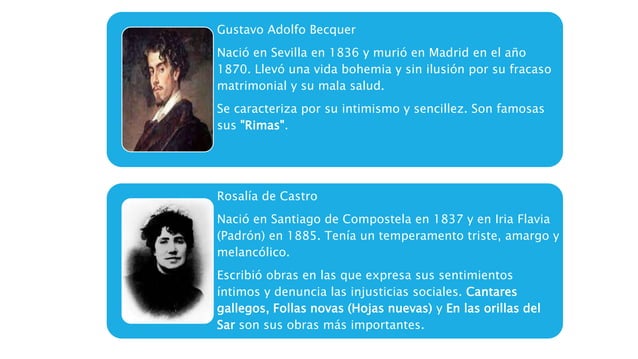 Gustavo Adolfo Becquer
Nació en Sevilla en 1836 y murió en Madrid en el año
1870. Llevó una vida bohemia y sin ilusión por su fracaso
matrimonial y su mala salud.
Se caracteriza por su intimismo y sencillez. Son famosas
sus "Rimas".
Rosalía de Castro
Nació en Santiago de Compostela en 1837 y en Iria Flavia
(Padrón) en 1885. Tenía un temperamento triste, amargo y
melancólico.
Escribió obras en las que expresa sus sentimientos
íntimos y denuncia las injusticias sociales. Cantares
gallegos, Follas novas (Hojas nuevas) y En las orillas del
Sar son sus obras más importantes.